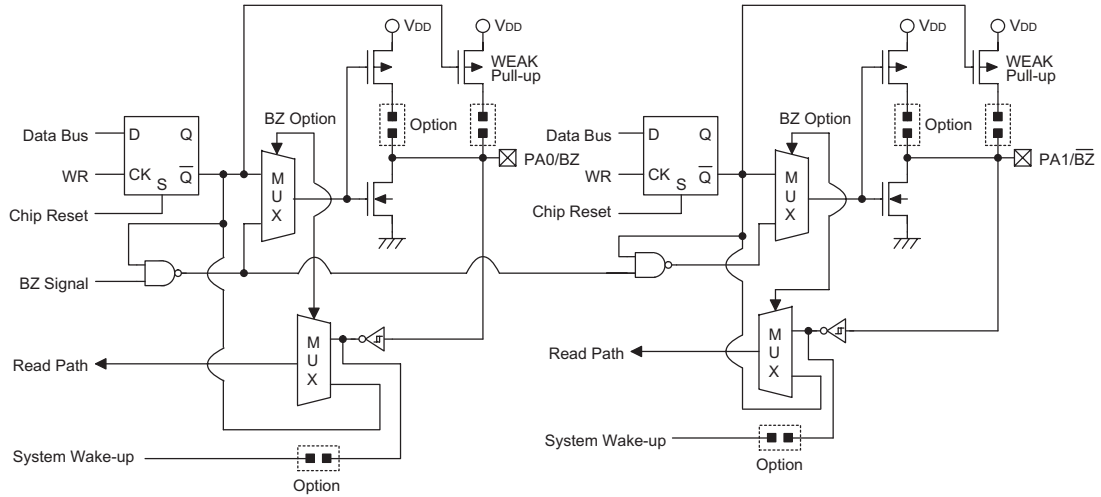 VDD
VDD
WEAK
Pull-up
BZ Option
Option
Data Bus
D
Q
WR
CK
S
Q̅
M
U
X
Chip Reset
PA0/BZ
BZ Signal
Read Path
M
U
X
System Wake-up
Option
VDD
VDD
WEAK
Pull-up
BZ Option
Option
Data Bus
D
Q
WR
CK
S
Q̅
M
U
X
Chip Reset
PA1/B̅Z̅
Read Path
M
U
X
System Wake-up
Option